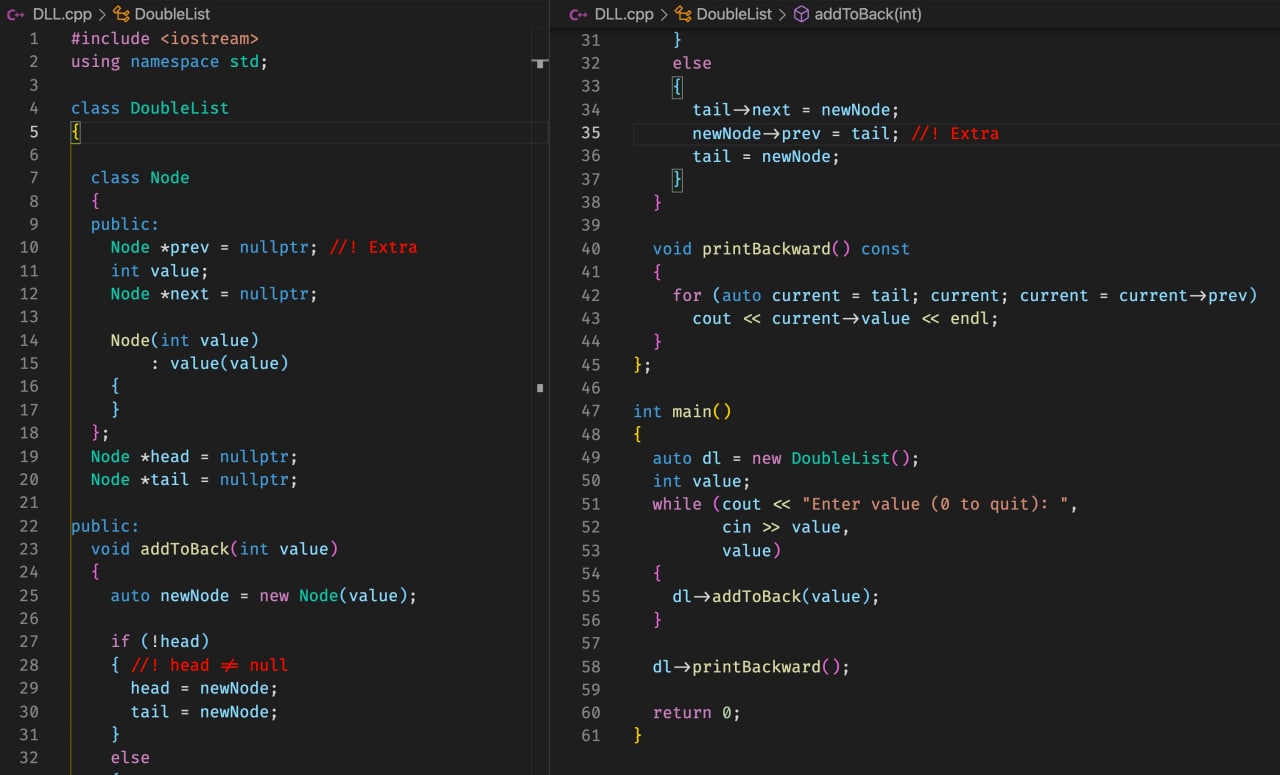 DLL.cpp > DoubleList
1 #include <iostream>
2 using namespace std;
3
4 class DoubleList
5 {
6
7   class Node
8   {
9   public:
10     Node *prev = nullptr; //! Extra
11     int value;
12     Node *next = nullptr;
13
14     Node(int value)
15         : value(value)
16     {
17     }
18   };
19   Node *head = nullptr;
20   Node *tail = nullptr;
21
22 public:
23   void addToBack(int value)
24   {
25     auto newNode = new Node(value);
26
27     if (!head)
28     { //! head ≠ null
29       head = newNode;
30       tail = newNode;
31     }
32     else
DLL.cpp > DoubleList > addToBack(int)
31     }
32     else
33     {
34       tail→next = newNode;
35       newNode→prev = tail; //! Extra
36       tail = newNode;
37     }
38   }
39
40   void printBackward() const
41   {
42     for (auto current = tail; current; current = current→prev)
43       cout << current→value << endl;
44   }
45 };
46
47 int main()
48 {
49   auto dl = new DoubleList();
50   int value;
51   while (cout << "Enter value (0 to quit): ",
52          cin >> value,
53          value)
54   {
55     dl→addToBack(value);
56   }
57
58   dl→printBackward();
59
60   return 0;
61 }